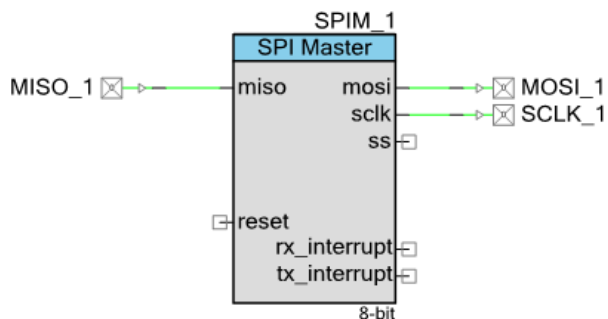 SPIM_1
SPI Master
MISO_1 miso mosi MOSI_1
sclk SCLK_1
ss
reset
rx_interrupt
tx_interrupt
8-bit